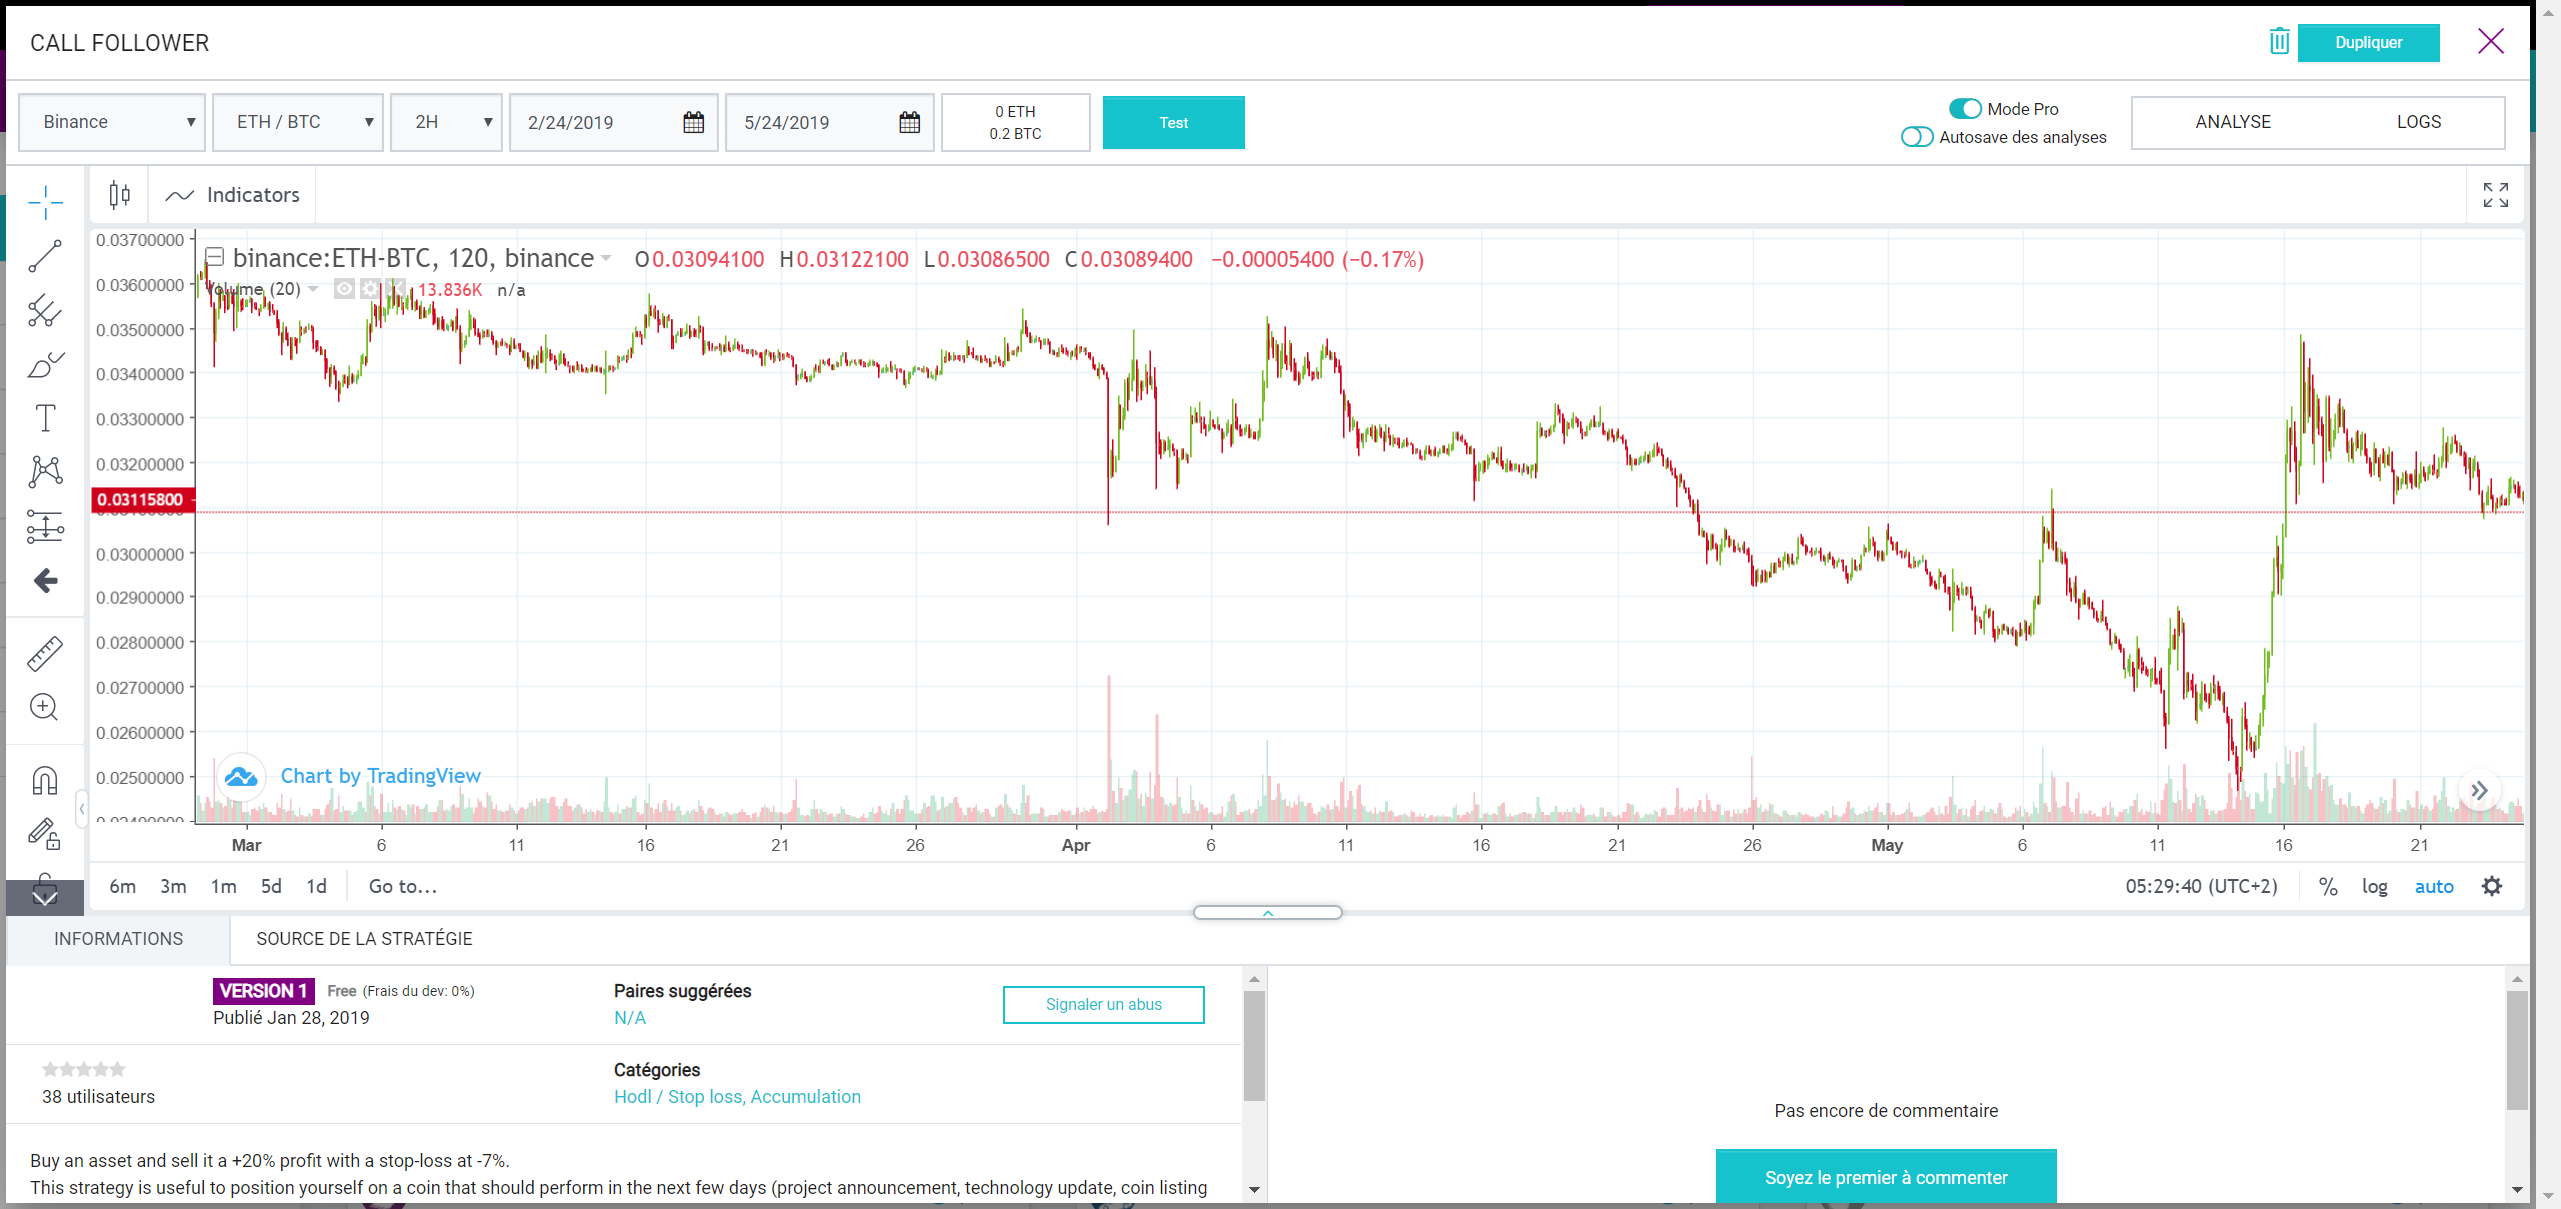 CALL FOLLOWER
Dupliquer
Binance
ETH / BTC
2H
2/24/2019
5/24/2019
0 ETH
0.2 BTC
Test
Mode Pro
Autosave des analyses
ANALYSE
LOGS
Indicators
binance:ETH-BTC, 120, binance O0.03094100 H0.03122100 L0.03086500 C0.03089400 −0.00005400 (−0.17%)
Volume (20) 13.836K n/a
0.03700000
0.03600000
0.03500000
0.03400000
0.03300000
0.03200000
0.03115800
0.03000000
0.02900000
0.02800000
0.02700000
0.02600000
0.02500000
Chart by TradingView
Mar 6 11 16 21 26 Apr 6 11 16 21 26 May 6 11 16 21
6m 3m 1m 5d 1d Go to...
05:29:40 (UTC+2) % log auto
INFORMATIONS
SOURCE DE LA STRATÉGIE
VERSION 1 Free (Frais du dev: 0%)
Publié Jan 28, 2019
Paires suggérées
N/A
Signaler un abus
38 utilisateurs
Catégories
Hodl / Stop loss, Accumulation
Buy an asset and sell it a +20% profit with a stop-loss at -7%.
This strategy is useful to position yourself on a coin that should perform in the next few days (project announcement, technology update, coin listing
Pas encore de commentaire
Soyez le premier à commenter